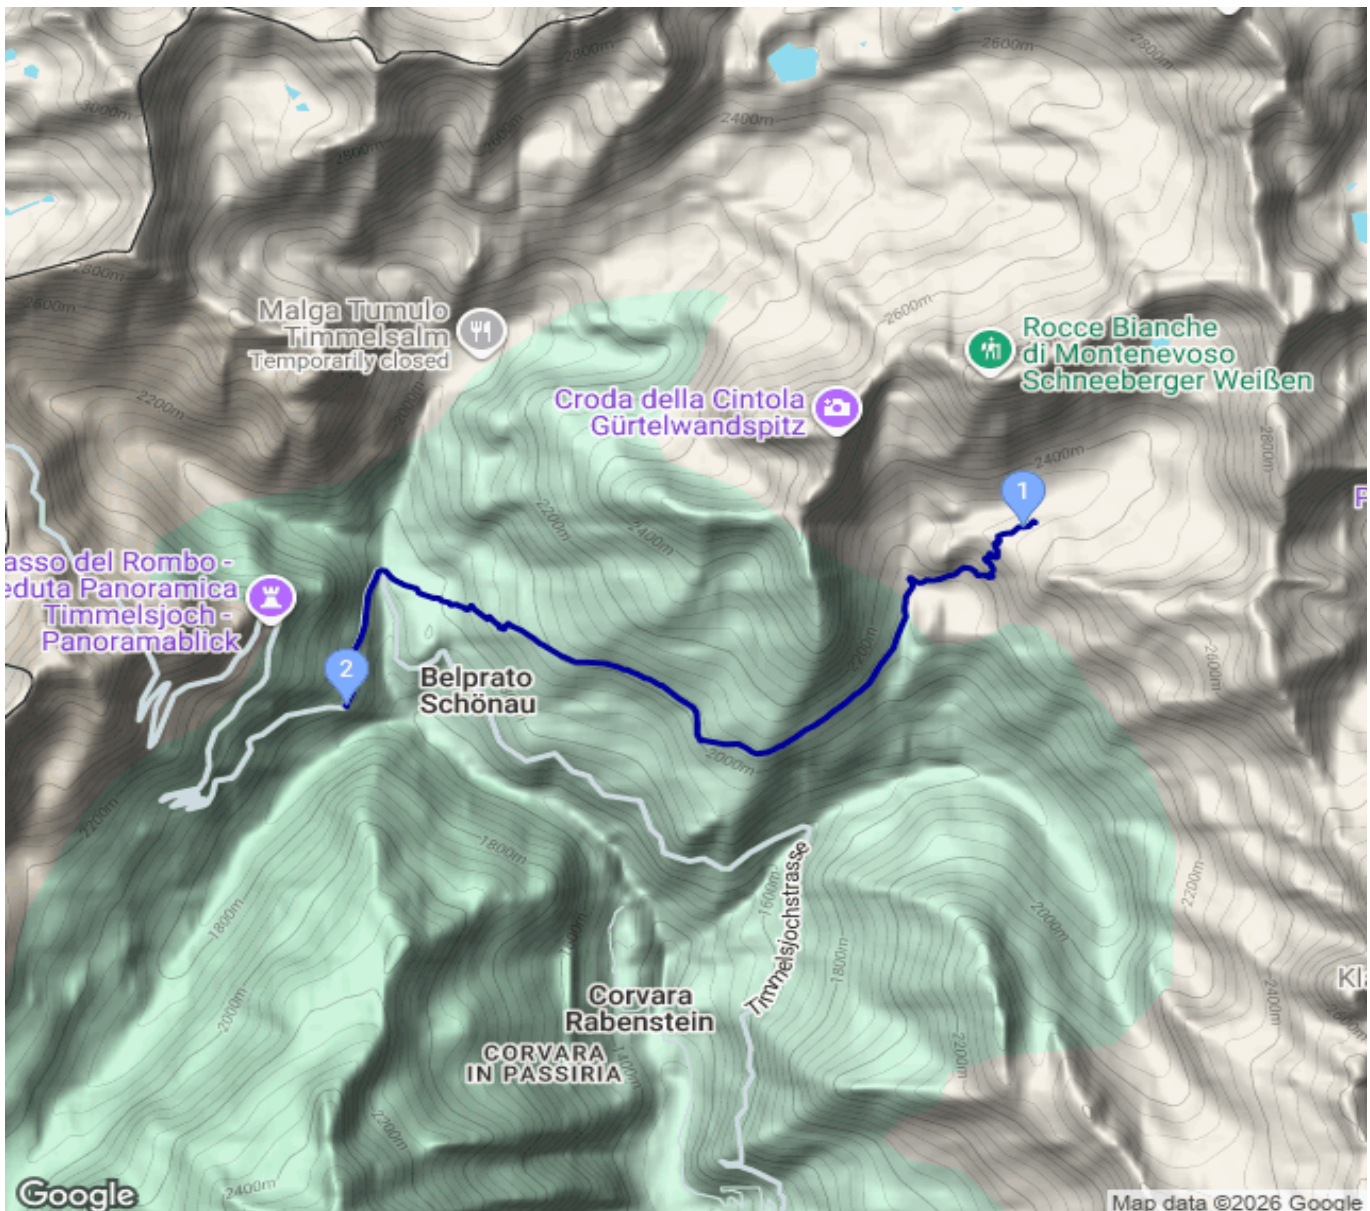 2600m
2800m
3000m
2800m
2600m
2400m
2800m
2600m
2600m
Malga Tumulo
Timmelsalm
Temporarily closed
2000m
2200m
Rocce Bianche
di Montenevoso
Schneeberger Weißen
Croda della Cintola
Gürtelwandspitz
2400m
2800m
1
P
2200m
2400m
asso del Rombo -
eduta Panoramica
Timmelsjoch -
Panoramablick
2
Belprato
Schönau
2200m
2600m
2000m
2200m
1800m
1600m
2200m
1800m
2000m
Timmelsjochstrasse
1800m
2000m
Corvara
Rabenstein
Kl
2400m
CORVARA
IN PASSIRIA
1400m
2200m
2200m
2400m
Google
Map data ©2026 Google